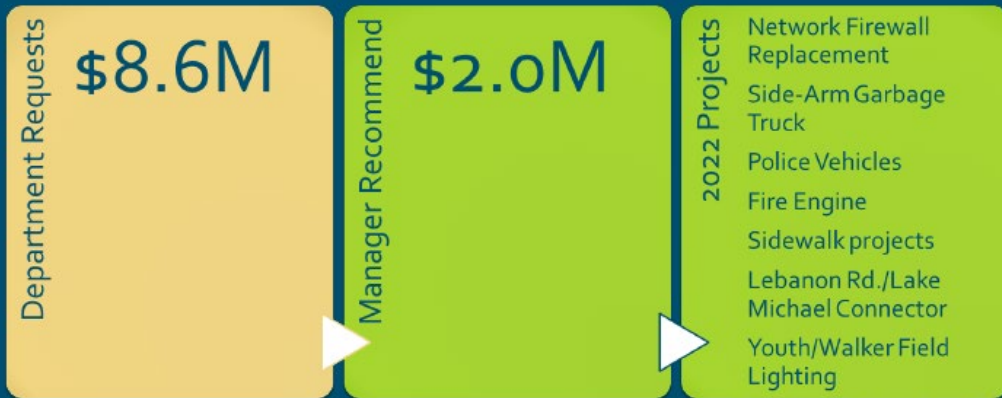 Department Requests
$8.6M
Manager Recommend
$2.0M
2022 Projects
Network Firewall
Replacement
Side-Arm Garbage
Truck
Police Vehicles
Fire Engine
Sidewalk projects
Lebanon Rd./Lake
Michael Connector
Youth/Walker Field
Lighting